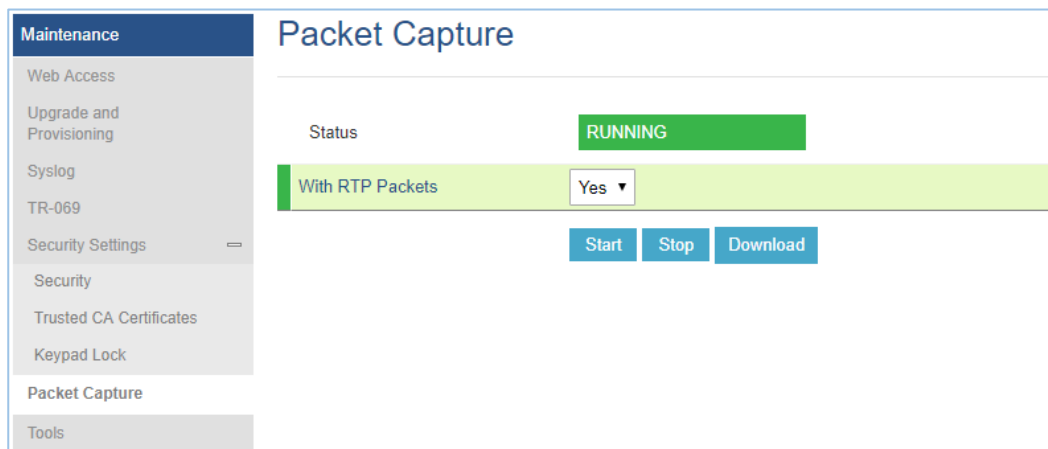 Maintenance
Web Access
Upgrade and
Provisioning
Syslog
TR-069
Security Settings
Security
Trusted CA Certificates
Keypad Lock
Packet Capture
Tools
Packet Capture
Status
RUNNING
With RTP Packets
Yes
Start
Stop
Download